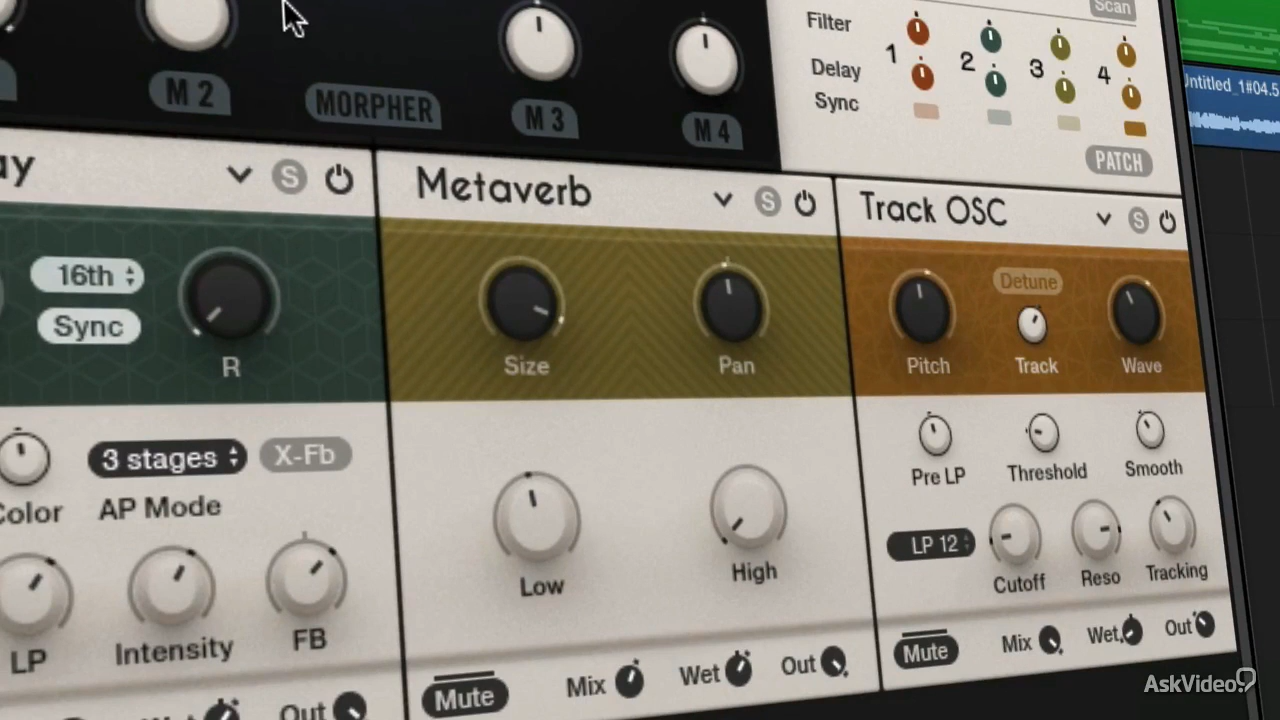 Scan
Filter
1 2 3 4
Delay
Sync
M 2
MORPHER
M 3
M 4
PATCH
Untitled_1#04.5
ay
S
Metaverb
S
Track OSC
S
16th
Sync
R
Size
Pan
Detune
Pitch
Track
Wave
3 stages
X-Fb
Color
AP Mode
Pre LP
Threshold
Smooth
LP 12
Cutoff
Reso
Tracking
LP
Intensity
FB
Low
High
Mute
Mix
Wet
Out
Mute
Mix
Wet
Out
Out
AskVideo